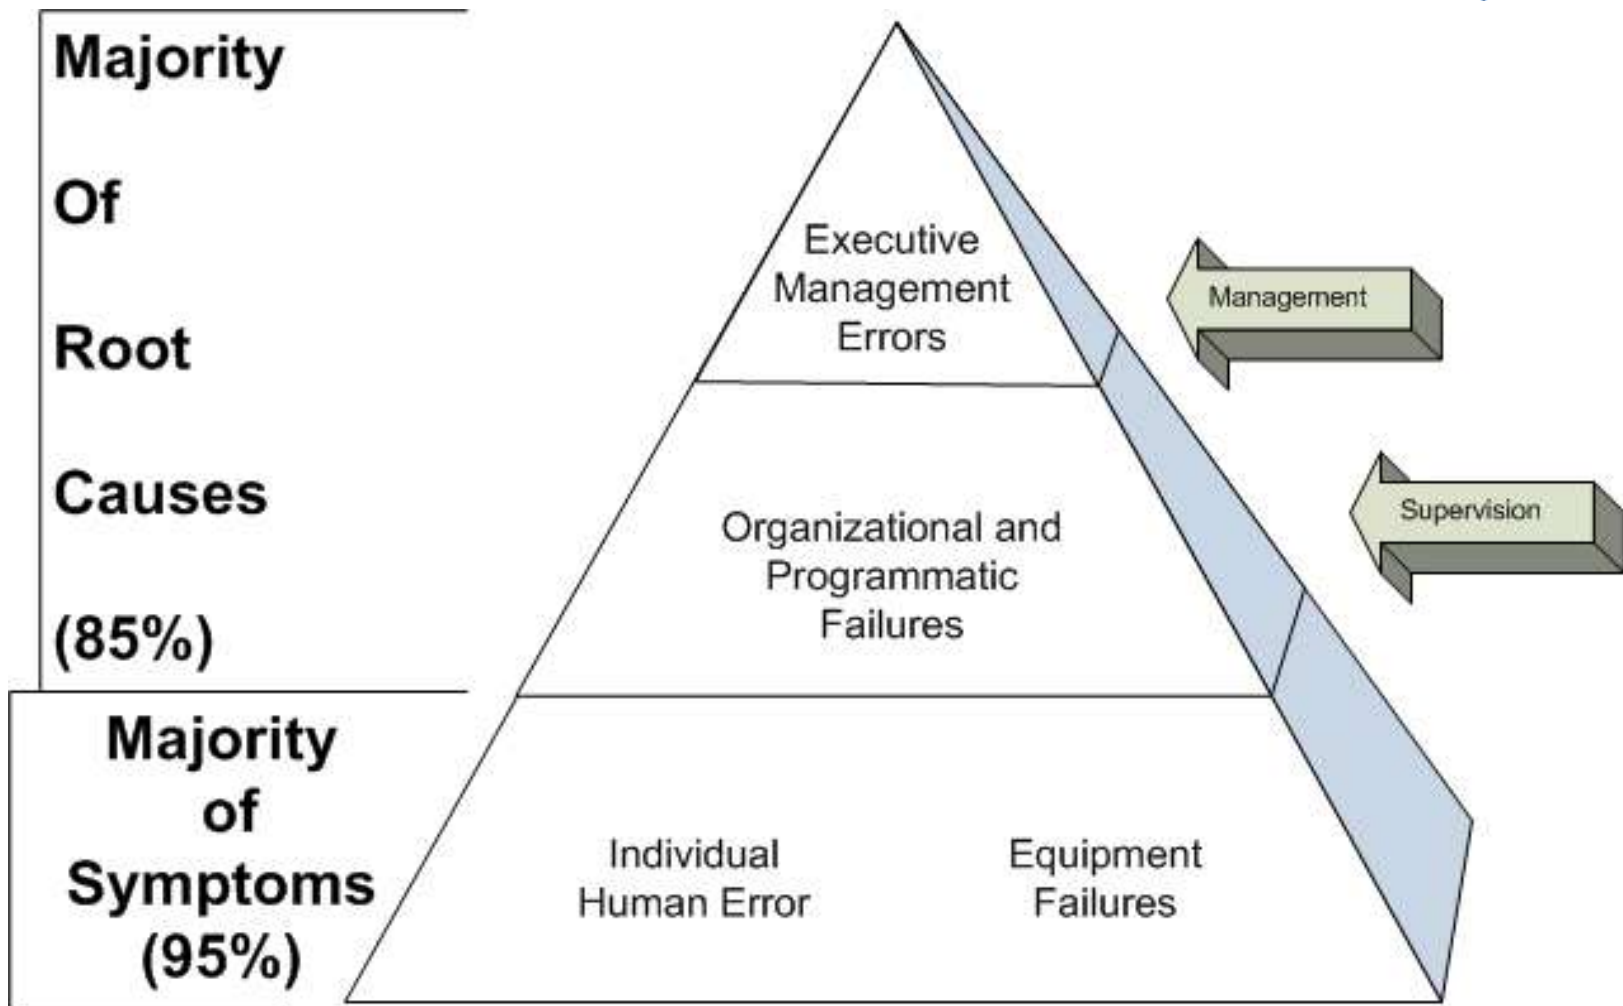 Majority
Of
Root
Causes
(85%)
Majority
of
Symptoms
(95%)
Executive
Management
Errors
Organizational and
Programmatic
Failures
Individual
Human Error
Equipment
Failures
Management
Supervision